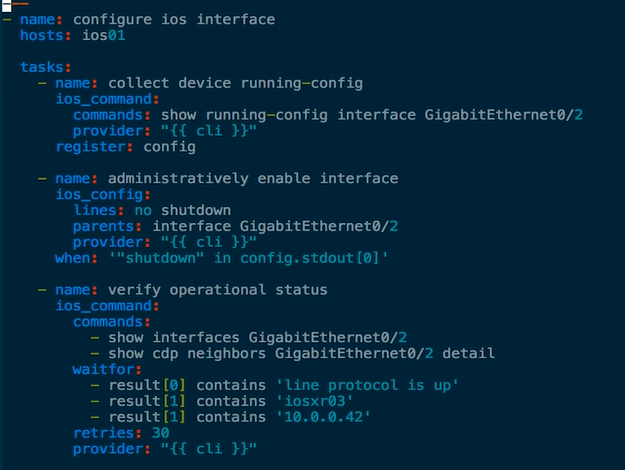 ---
- name: configure ios interface
  hosts: ios01

  tasks:
    - name: collect device running-config
      ios_command:
        commands: show running-config interface GigabitEthernet0/2
        provider: "{{ cli }}"
      register: config

    - name: administratively enable interface
      ios_config:
        lines: no shutdown
        parents: interface GigabitEthernet0/2
        provider: "{{ cli }}"
      when: '"shutdown" in config.stdout[0]'

    - name: verify operational status
      ios_command:
        commands:
          - show interfaces GigabitEthernet0/2
          - show cdp neighbors GigabitEthernet0/2 detail
        waitfor:
          - result[0] contains 'line protocol is up'
          - result[1] contains 'iosxr03'
          - result[1] contains '10.0.0.42'
        retries: 30
        provider: "{{ cli }}"